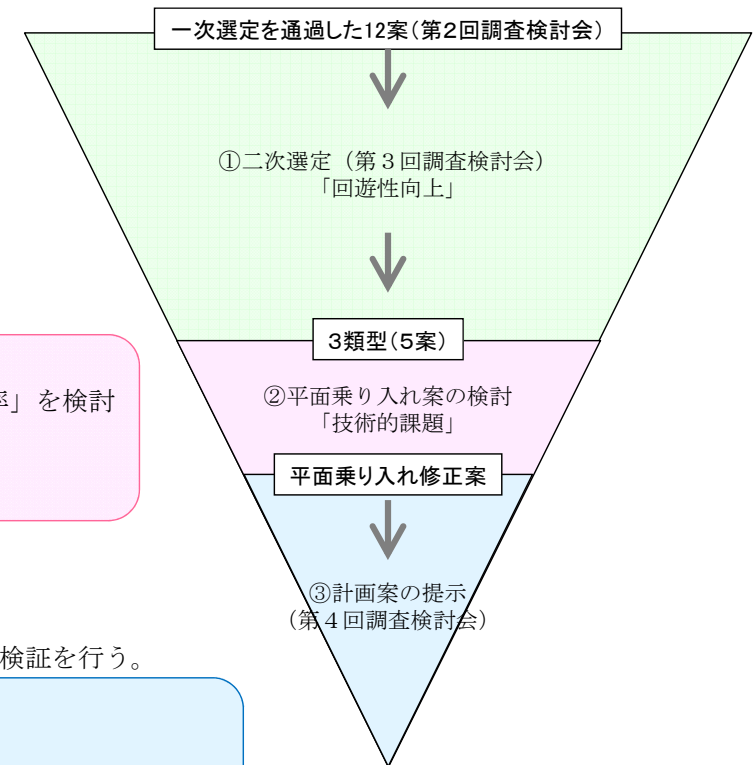 一次選定を通過した12案(第2回調査検討会)
①二次選定（第３回調査検討会）
「回遊性向上」
3類型(5案)
」を検討
②平面乗り入れ案の検討
「技術的課題」
平面乗り入れ修正案
③計画案の提示
（第４回調査検討会）
検証を行う。